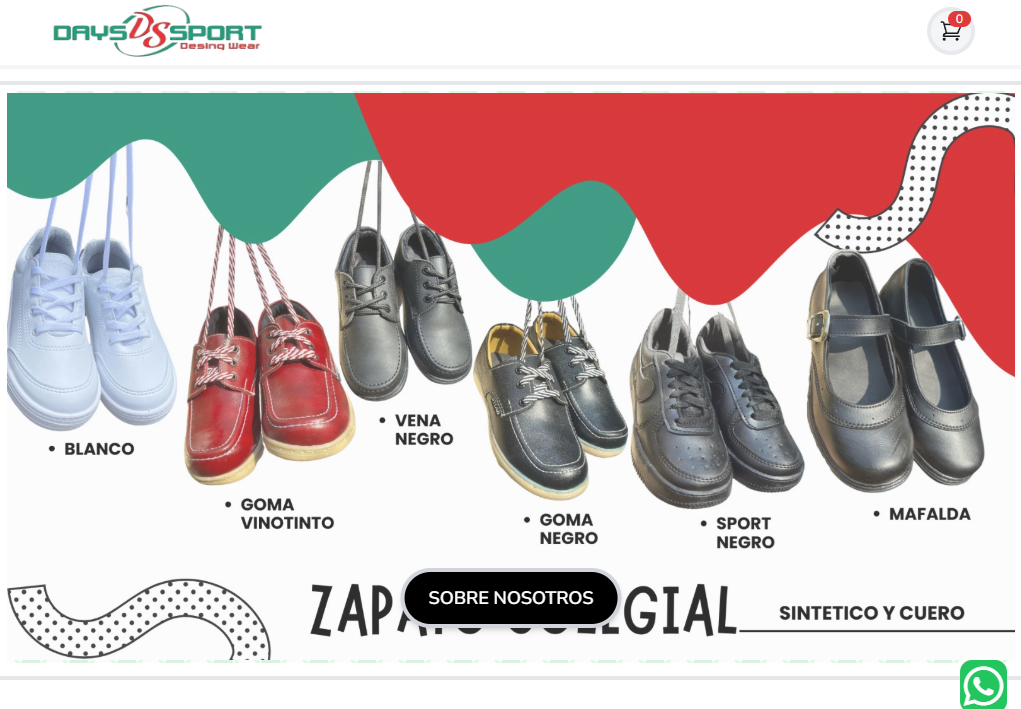 DAYS DS SPORT
Desing Wear
0
• BLANCO
• VENA
NEGRO
• GOMA
VINOTINTO
• GOMA
NEGRO
• SPORT
NEGRO
• MAFALDA
SOBRE NOSOTROS
SINTETICO Y CUERO